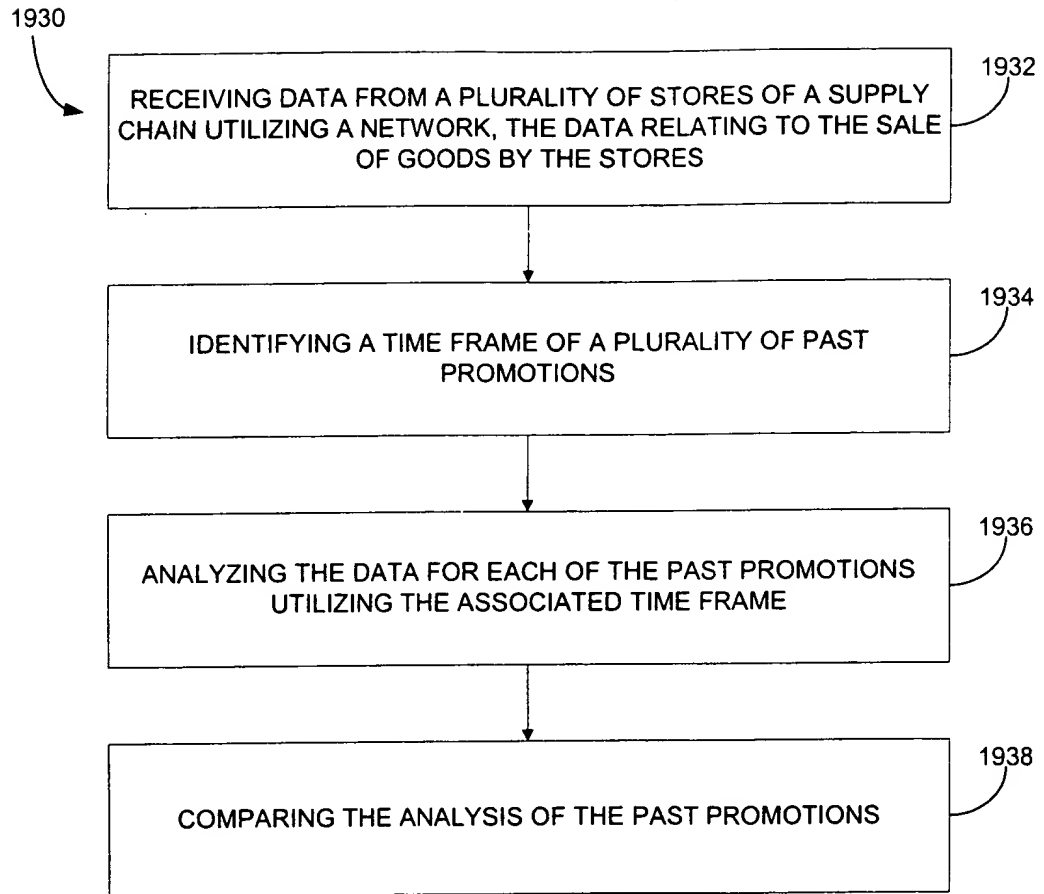 1930
1932
RECEIVING DATA FROM A PLURALITY OF STORES OF A SUPPLY
CHAIN UTILIZING A NETWORK, THE DATA RELATING TO THE SALE
OF GOODS BY THE STORES
1934
IDENTIFYING A TIME FRAME OF A PLURALITY OF PAST
PROMOTIONS
1936
ANALYZING THE DATA FOR EACH OF THE PAST PROMOTIONS
UTILIZING THE ASSOCIATED TIME FRAME
1938
COMPARING THE ANALYSIS OF THE PAST PROMOTIONS